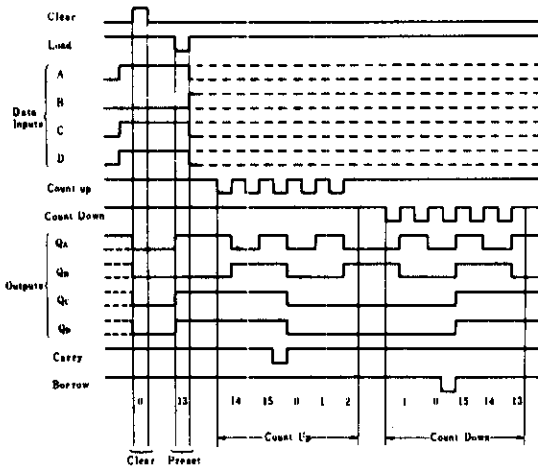 Clear
Load
A
B
C
D
Data
Inputs
Count up
Count Down
QA
QB
QC
QD
Outputs
Carry
Borrow
0 13 14 15 0 1 2 1 0 15 14 13
Count Up Count Down
Clear Preset